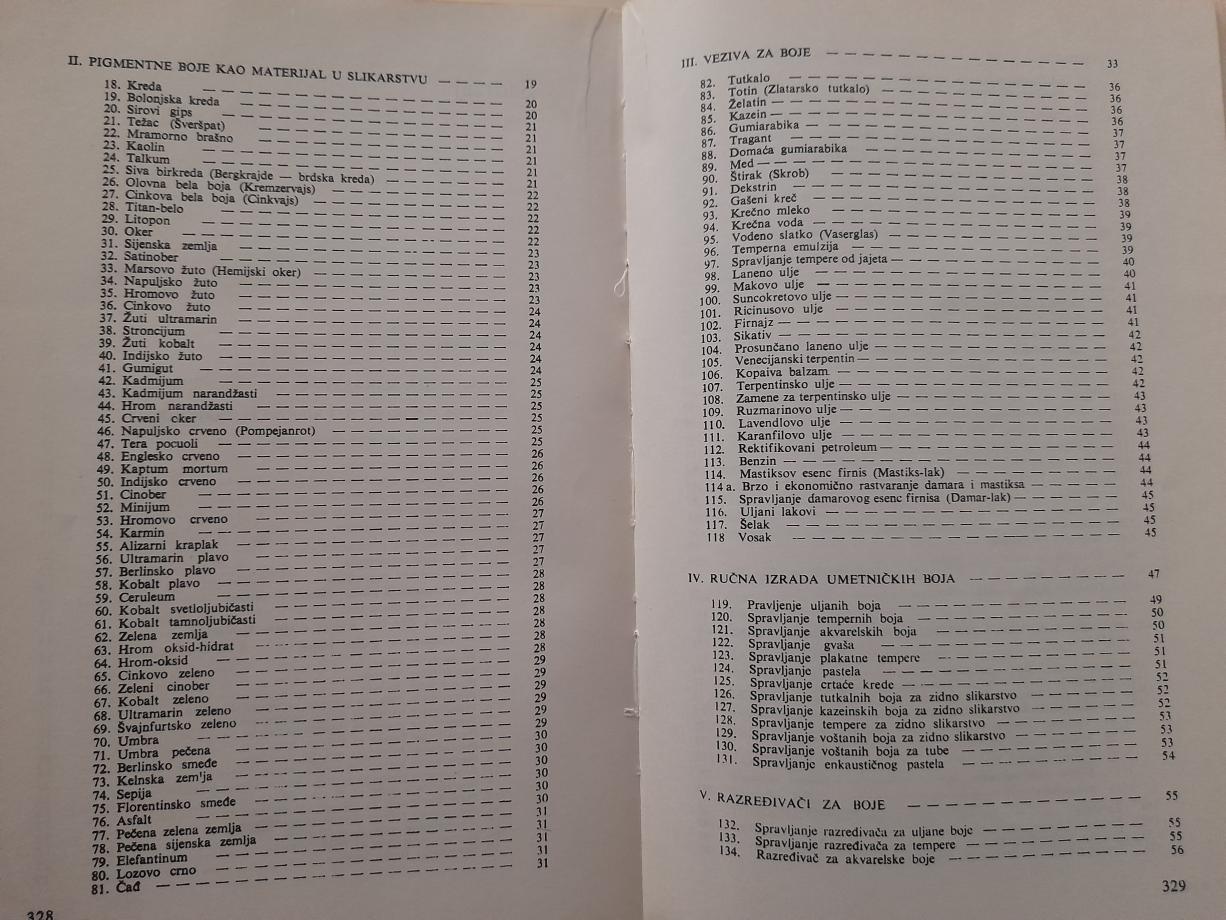 II. PIGMENTNE BOJE KAO MATERIJAL U SLIKARSTVU — — — — 19
18. Kreda — — — — 20
19. Bolonjska kreda — — — — 20
20. Sirovi gips — — — — 21
21. Težac (Šveršpat) — — — — 21
22. Mramorno brašno — — — — 21
23. Kaolin — — — — 21
24. Talkum — — — — 21
25. Siva birkreda (Bergkrajde — brdska kreda) — — — — 21
26. Olovna bela boja (Kremzervajs) — — — — 22
27. Cinkova bela boja (Cinkvajs) — — — — 22
28. Titan-belo — — — — 22
29. Litopon — — — — 22
30. Oker — — — — 22
31. Sijenska zemlja — — — — 23
32. Satinober — — — — 23
33. Marsovo žuto (Hemijski oker) — — — — 23
34. Napuljsko žuto — — — — 23
35. Hromovo žuto — — — — 23
36. Cinkovo žuto — — — — 24
37. Žuti ultramarin — — — — 24
38. Stroncijum — — — — 24
39. Žuti kobalt — — — — 24
40. Indijsko žuto — — — — 24
41. Gumigut — — — — 24
42. Kadmijum — — — — 25
43. Kadmijum narandžasti — — — — 25
44. Hrom narandžasti — — — — 25
45. Crveni oker — — — — 25
46. Napuljsko crveno (Pompejanrot) — — — — 25
47. Tera pocuoli — — — — 25
48. Englesko crveno — — — — 26
49. Kaptum mortum — — — — 26
50. Indijsko crveno — — — — 26
51. Cinober — — — — 26
52. Minijum — — — — 26
53. Hromovo crveno — — — — 27
54. Karmin — — — — 27
55. Alizarni kraplak — — — — 27
56. Ultramarin plavo — — — — 27
57. Berlinsko plavo — — — — 27
58. Kobalt plavo — — — — 28
59. Ceruleum — — — — 28
60. Kobalt svetloljubičasti — — — — 28
61. Kobalt tamnoljubičasti — — — — 28
62. Zelena zemlja — — — — 28
63. Hrom oksid-hidrat — — — — 28
64. Hrom-oksid — — — — 28
65. Cinkovo zeleno — — — — 29
66. Zeleni cinober — — — — 29
67. Kobalt zeleno — — — — 29
68. Ultramarin zeleno — — — — 29
69. Švajnfurtsko zeleno — — — — 29
70. Umbra — — — — 29
71. Umbra pečena — — — — 30
72. Berlinsko smeđe — — — — 30
73. Kelnska zem'ja — — — — 30
74. Sepija — — — — 30
75. Florentinsko smeđe — — — — 30
76. Asfalt — — — — 30
77. Pečena zelena zemlja — — — — 31
78. Pečena sijenska zemlja — — — — 31
79. Elefantinum — — — — 31
80. Lozovo crno — — — — 31
81. Čađ — — — — 31
328
III. VEZIVA ZA BOJE — — — — 33
82. Tutkalo — — — — 36
83. Totin (Zlatarsko tutkalo) — — — — 36
84. Želatin — — — — 36
85. Kazein — — — — 36
86. Gumiarabika — — — — 37
87. Tragant — — — — 37
88. Domaća gumiarabika — — — — 37
89. Med — — — — 37
90. Štirak (Skrob) — — — — 38
91. Dekstrin — — — — 38
92. Gašeni kreč — — — — 38
93. Krečno mleko — — — — 39
94. Krečna voda — — — — 39
95. Vodeno slatko (Vaserglas) — — — — 39
96. Temperna emulzija — — — — 39
97. Spravljanje tempere od jajeta — — — — 40
98. Laneno ulje — — — — 40
99. Makovo ulje — — — — 41
100. Suncokretovo ulje — — — — 41
101. Ricinusovo ulje — — — — 41
102. Firnajz — — — — 41
103. Sikativ — — — — 42
104. Prosunčano laneno ulje — — — — 42
105. Venecijanski terpentin — — — — 42
106. Kopaiva balzam — — — — 42
107. Terpentinsko ulje — — — — 42
108. Zamene za terpentinsko ulje — — — — 43
109. Ruzmarinovo ulje — — — — 43
110. Lavendlovo ulje — — — — 43
111. Karanfilovo ulje — — — — 43
112. Rektifikovani petroleum — — — — 44
113. Benzin — — — — 44
114. Mastiksov esenc firnis (Mastiks-lak) — — — — 44
114 a. Brzo i ekonomično rastvaranje damara i mastiksa — — — — 44
115. Spravljanje damarovog esenc firnisa (Damar-lak) — — — — 45
116. Uljani lakovi — — — — 45
117. Šelak — — — — 45
118 Vosak — — — — 45
IV. RUČNA IZRADA UMETNIČKIH BOJA — — — — 47
119. Pravljenje uljanih boja — — — — 49
120. Spravljanje tempernih boja — — — — 50
121. Spravljanje akvarelskih boja — — — — 50
122. Spravljanje gvaša — — — — 51
123. Spravljanje plakatne tempere — — — — 51
124. Spravljanje pastela — — — — 51
125. Spravljanje crtaće krede — — — — 52
126. Spravljanje tutkalnih boja za zidno slikarstvo — — — — 52
127. Spravljanje kazeinskih boja za zidno slikarstvo — — — — 52
128. Spravljanje tempere za zidno slikarstvo — — — — 53
129. Spravljanje voštanih boja za zidno slikarstvo — — — — 53
130. Spravljanje voštanih boja za tube — — — — 53
131. Spravljanje enkaustičnog pastela — — — — 54
V. RAZREĐIVAČI ZA BOJE — — — — 55
132. Spravljanje razređivača za uljane boje — — — — 55
133. Spravljanje razređivača za tempere — — — — 55
134. Razređivač za akvarelske boje — — — — 56
329